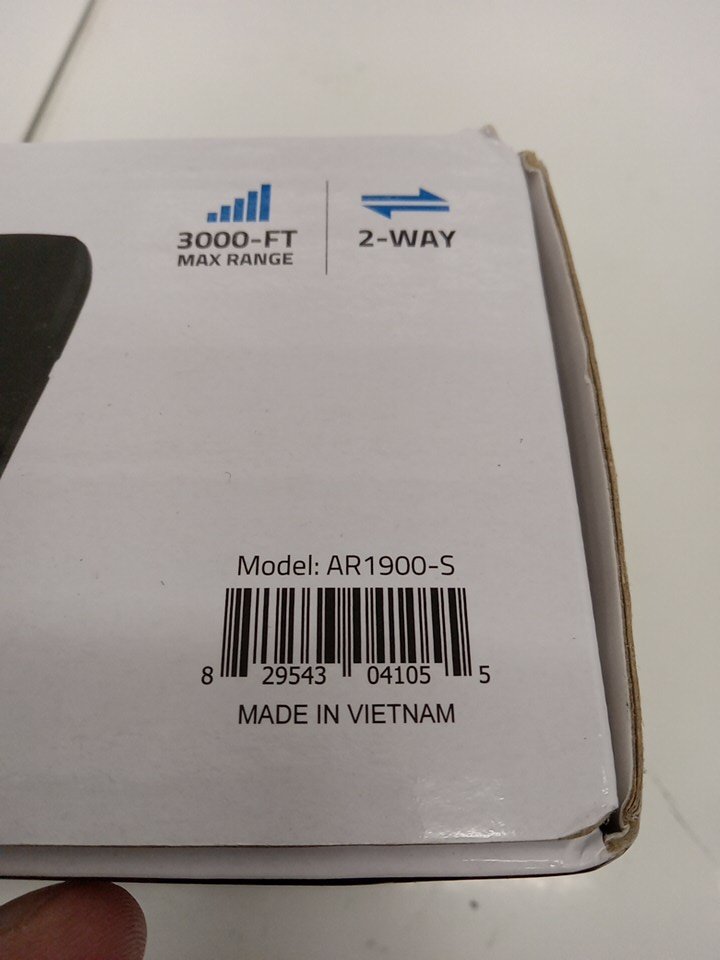 3000-FT
MAX RANGE
2-WAY
Model: AR1900-S
8 29543 04105 5
MADE IN VIETNAM